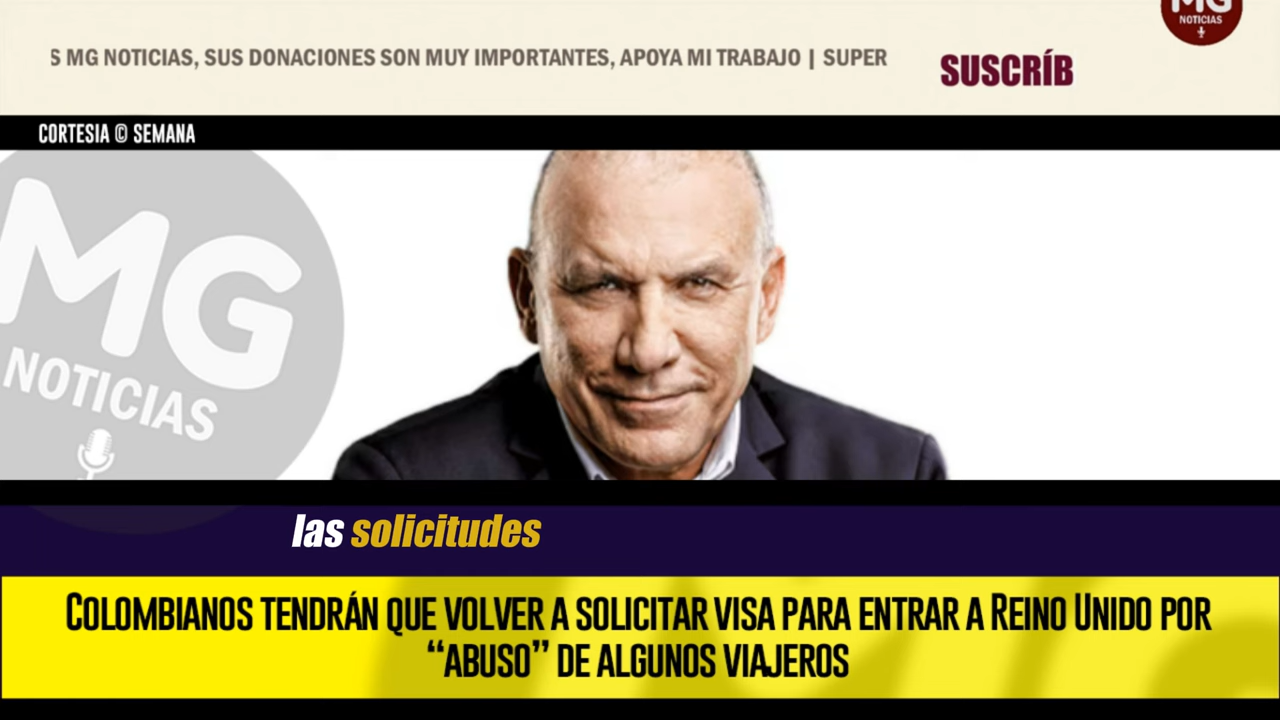 MG
NOTICIAS
S MG NOTICIAS, SUS DONACIONES SON MUY IMPORTANTES, APOYA MI TRABAJO | SUPER
SUSCRÍB
CORTESIA © SEMANA
MG
NOTICIAS
las solicitudes
COLOMBIANOS TENDRÁN QUE VOLVER A SOLICITAR VISA PARA ENTRAR A REINO UNIDO POR
“ABUSO” DE ALGUNOS VIAJEROS